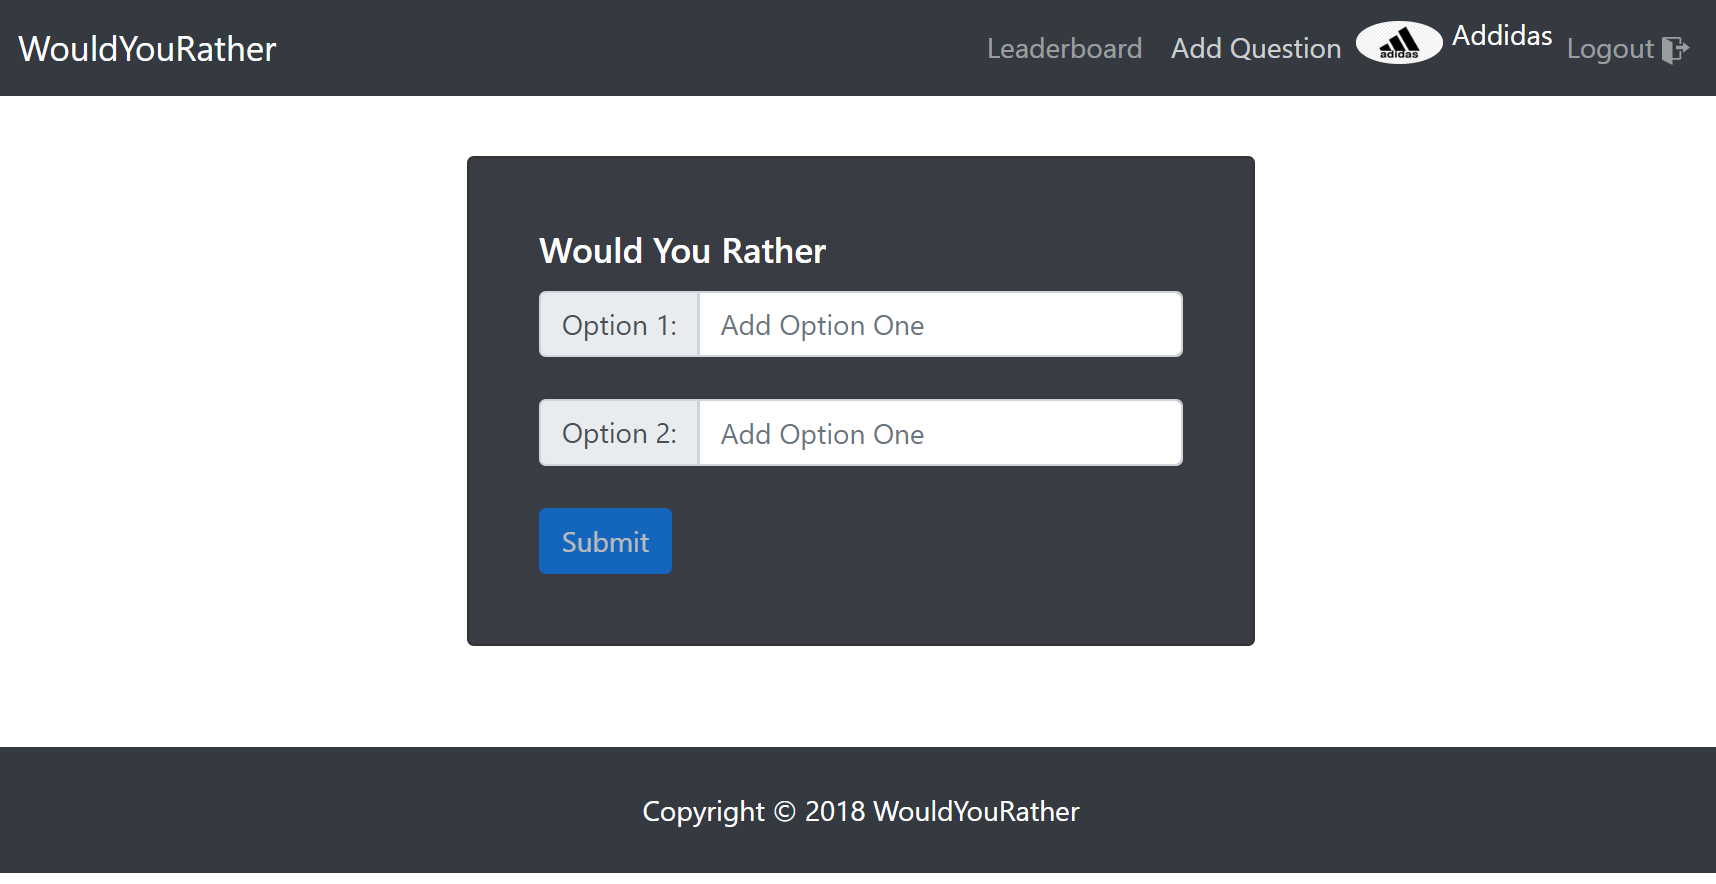 WouldYouRather
Leaderboard
Add Question
adidas
Addidas
Logout
Would You Rather
Option 1:
Add Option One
Option 2:
Add Option One
Submit
Copyright © 2018 WouldYouRather